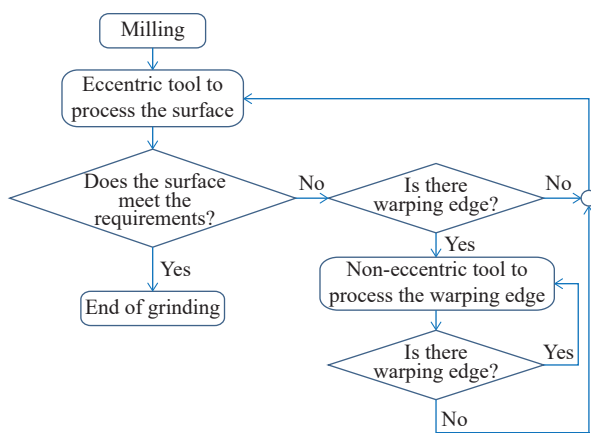 Milling
Eccentric tool to
process the surface
Does the surface
meet the
requirements?
No
Is there
warping edge?
No
Yes
Yes
Non-eccentric tool to
process the warping edge
End of grinding
Is there
warping edge?
Yes
No